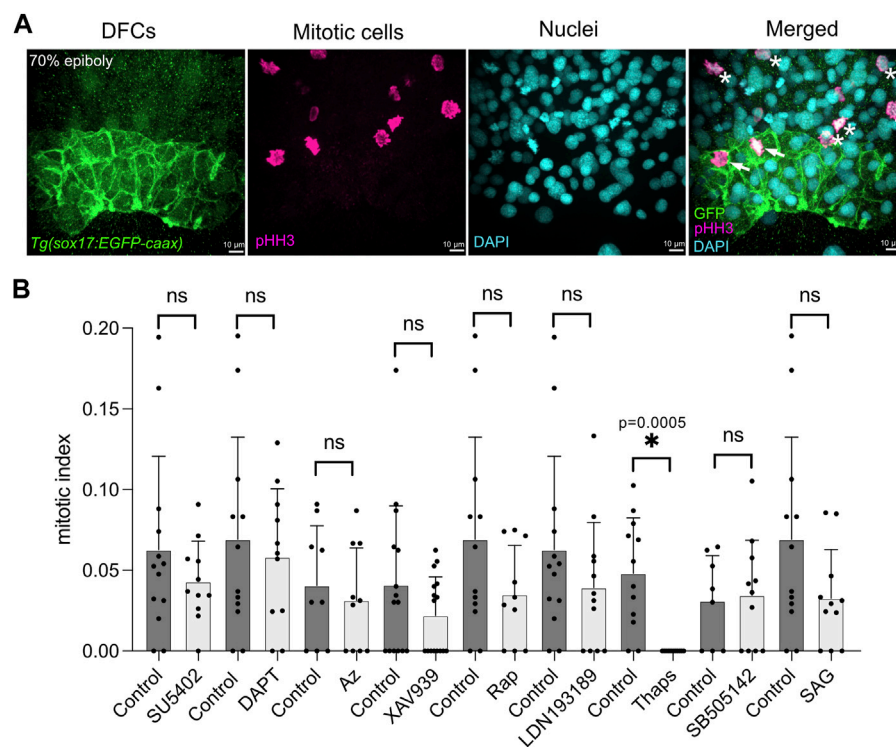 A
DFCs
Mitotic cells
Nuclei
Merged
70% epiboly
Tg(sox17:EGFP-caax)
10 µm
pHH3
10 µm
DAPI
10 µm
* * * *
*
GFP
pHH3
DAPI
10 µm
B
mitotic index
0.20
0.15
0.10
0.05
0.00
ns
ns
ns
ns
ns
ns
p=0.0005
*
ns
ns
Control
SU5402
Control
DAPT
Control
Az
Control
XAV939
Control
Rap
Control
LDN193189
Control
Thaps
Control
SB505142
Control
SAG